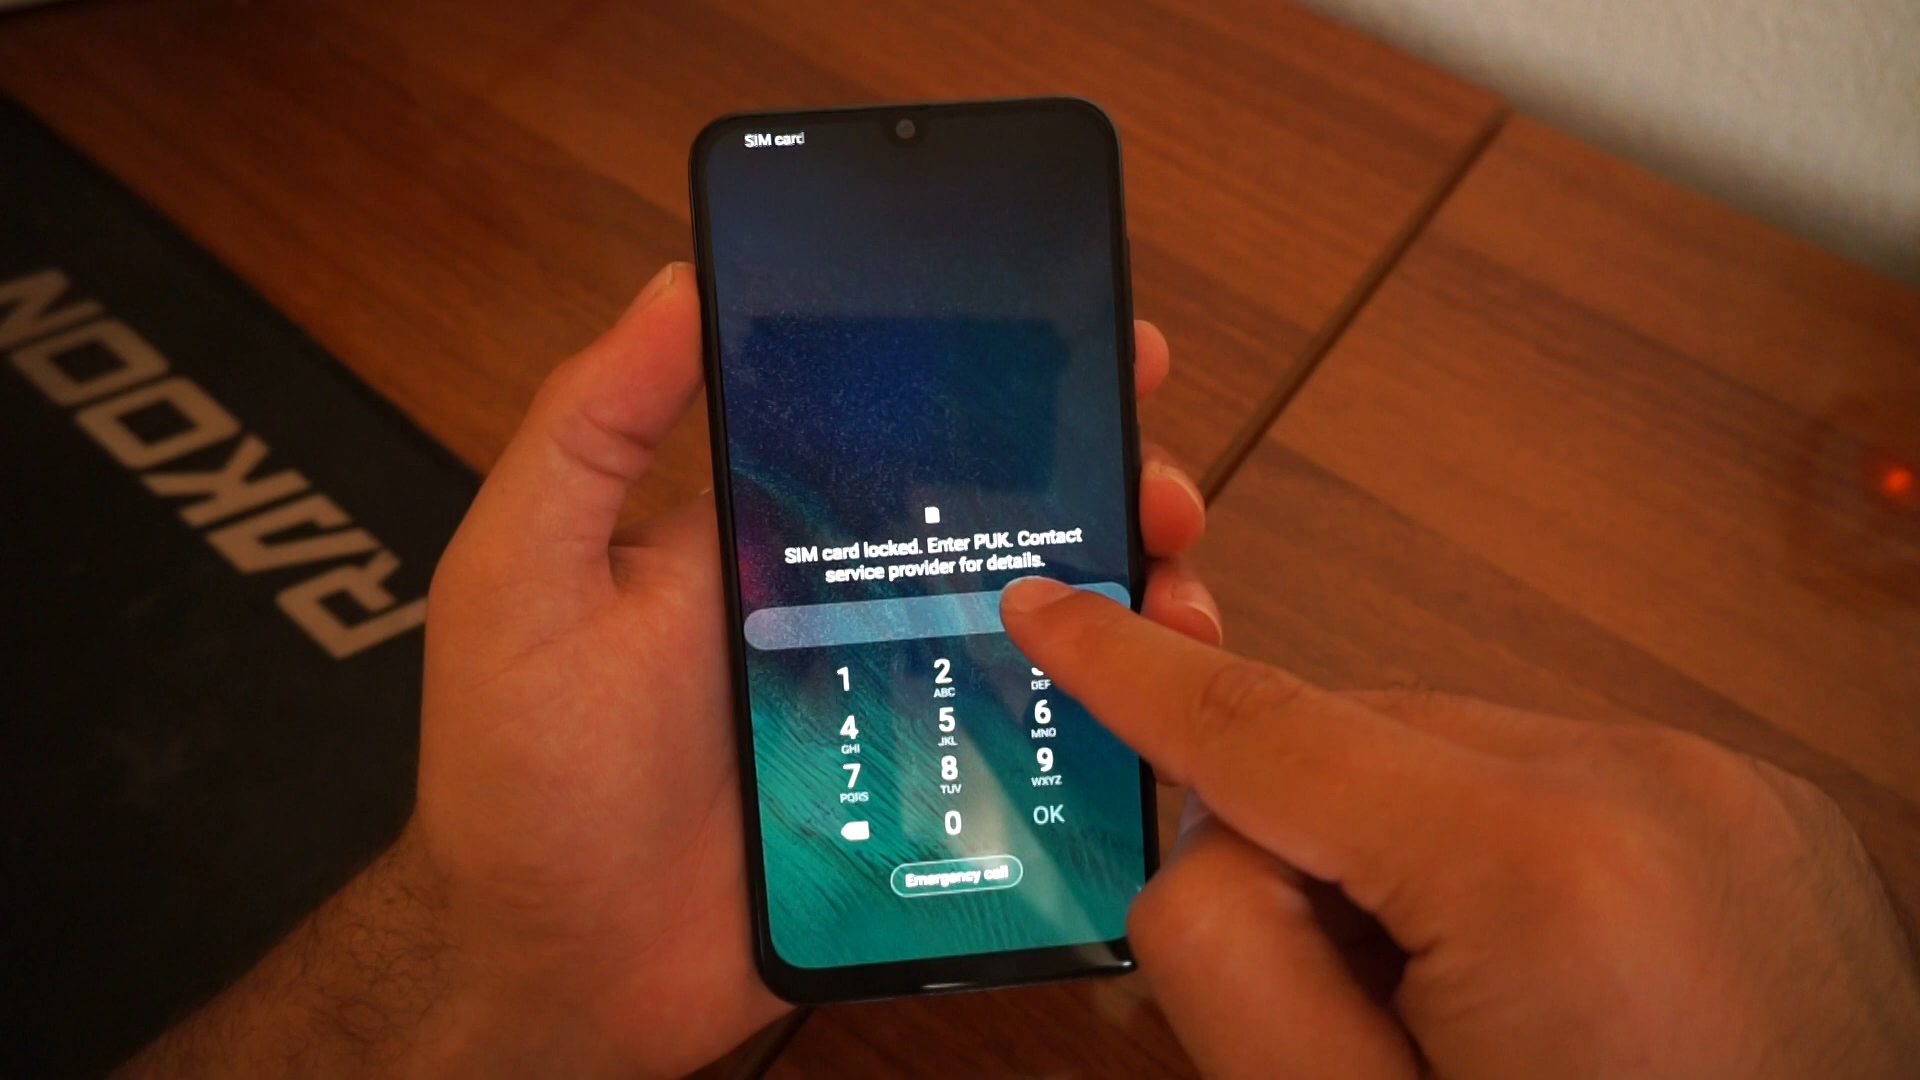 SIM card
SIM card locked. Enter PUK. Contact
service provider for details.
1
2
ABC
DEF
4
GHI
5
JKL
6
MNO
7
PQRS
8
TUV
9
WXYZ
0
OK
Emergency call
RAKOON